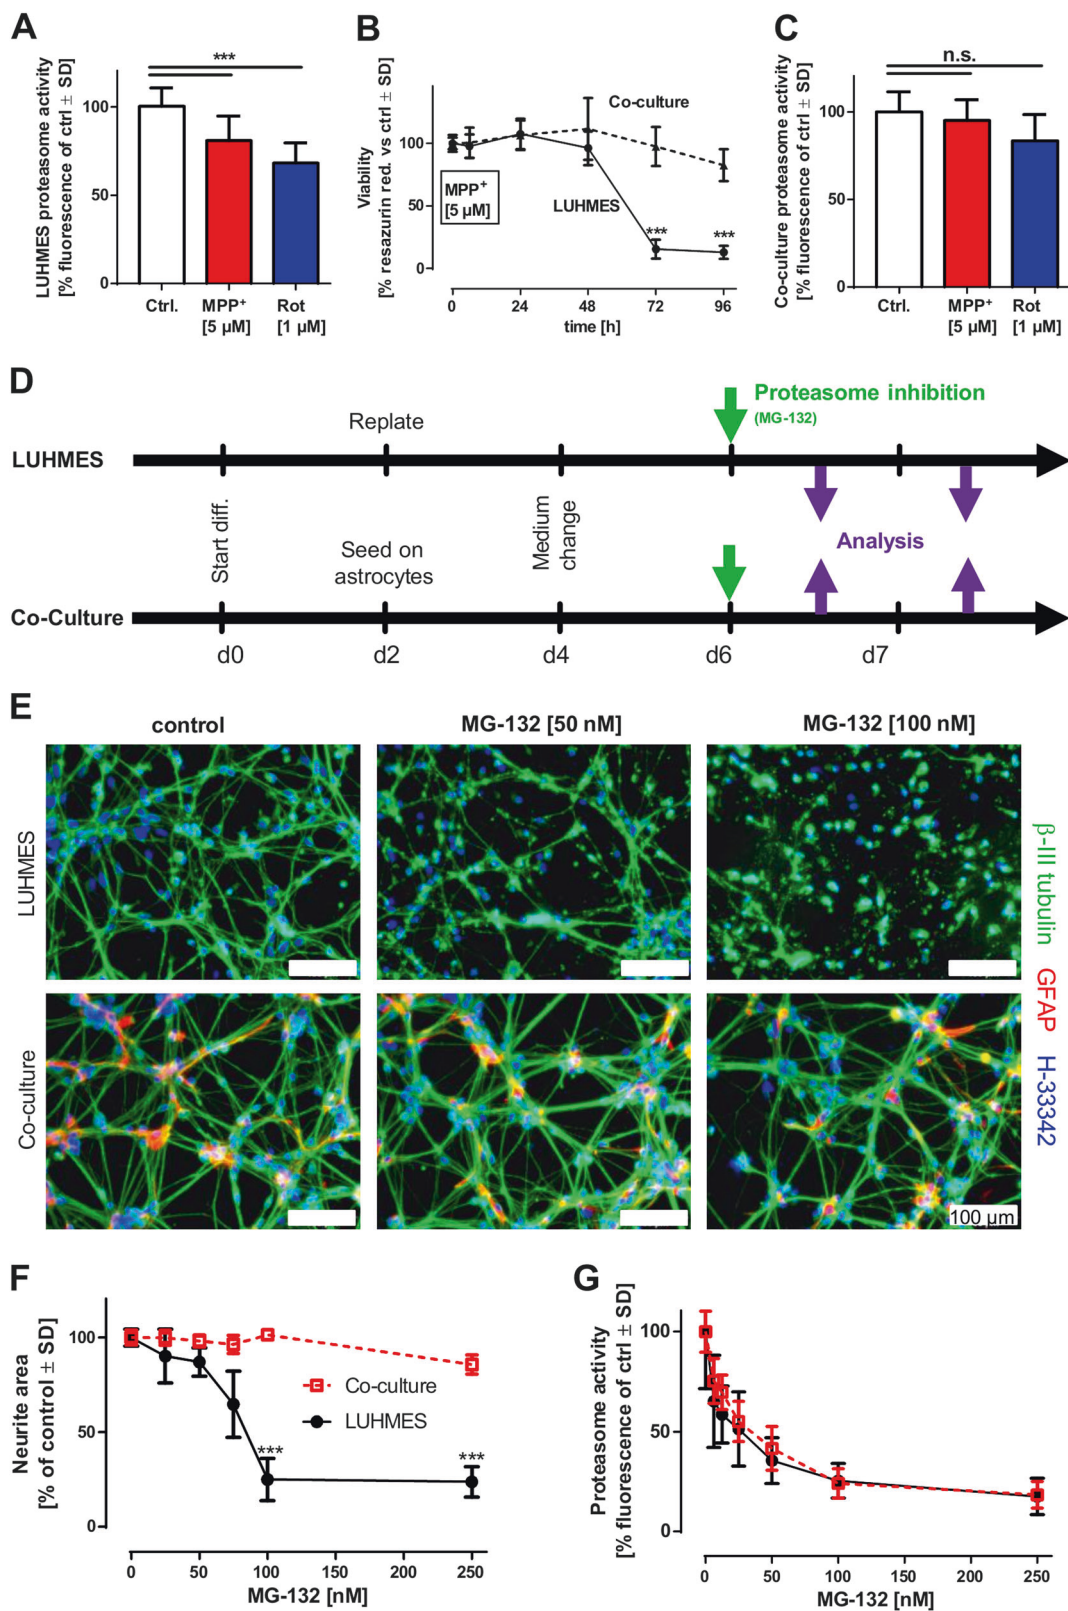 A
LUHMES proteasome activity
[% fluorescence of ctrl ± SD]
100
50
0
***
Ctrl.
MPP⁺
[5 µM]
Rot
[1 µM]
B
Viability
[% resazurin red. vs ctrl ± SD]
100
50
0
Co-culture
MPP⁺
[5 µM]
LUHMES
***
***
0
24
48
72
96
time [h]
C
Co-culture proteasome activity
[% fluorescence of ctrl ± SD]
100
50
0
n.s.
Ctrl.
MPP⁺
[5 µM]
Rot
[1 µM]
D
Proteasome inhibition
(MG-132)
Replate
LUHMES
Start diff.
Seed on
astrocytes
Medium
change
Analysis
Co-Culture
d0
d2
d4
d6
d7
E
control
MG-132 [50 nM]
MG-132 [100 nM]
LUHMES
Co-culture
100 µm
β-III tubulin GFAP H-33342
F
Neurite area
[% of control ± SD]
100
50
0
Co-culture
LUHMES
***
***
0
50
100
150
200
250
MG-132 [nM]
G
Proteasome activity
[% fluorescence of ctrl ± SD]
100
50
0
0
50
100
150
200
250
MG-132 [nM]